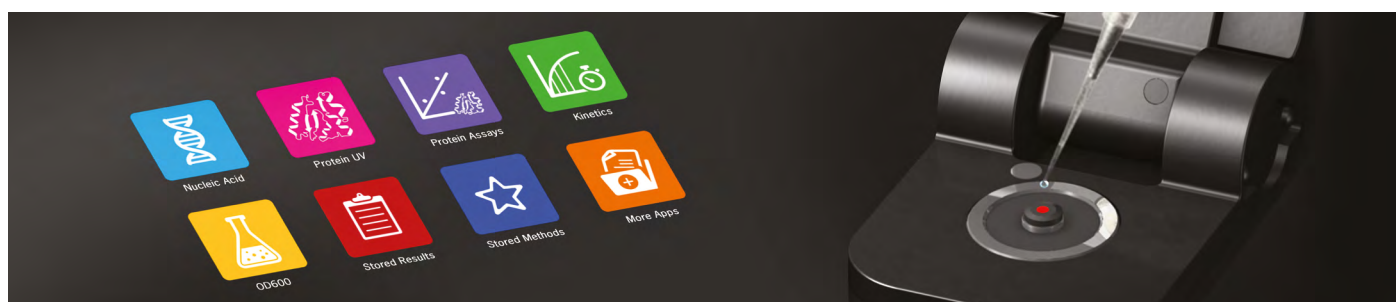 Nucleic Acid
Protein UV
Protein Assays
Kinetics
OD600
Stored Results
Stored Methods
More Apps